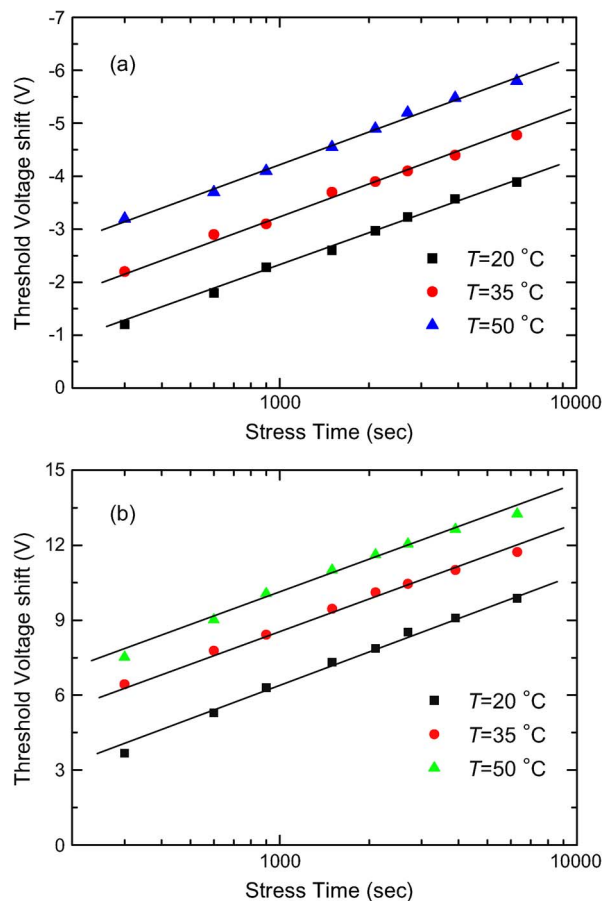 -7
-6
-5
-4
-3
-2
-1
0
Threshold Voltage shift (V)
(a)
T=20 °C
T=35 °C
T=50 °C
1000
10000
Stress Time (sec)
15
12
9
6
3
0
Threshold Voltage shift (V)
(b)
T=20 °C
T=35 °C
T=50 °C
1000
10000
Stress Time (sec)